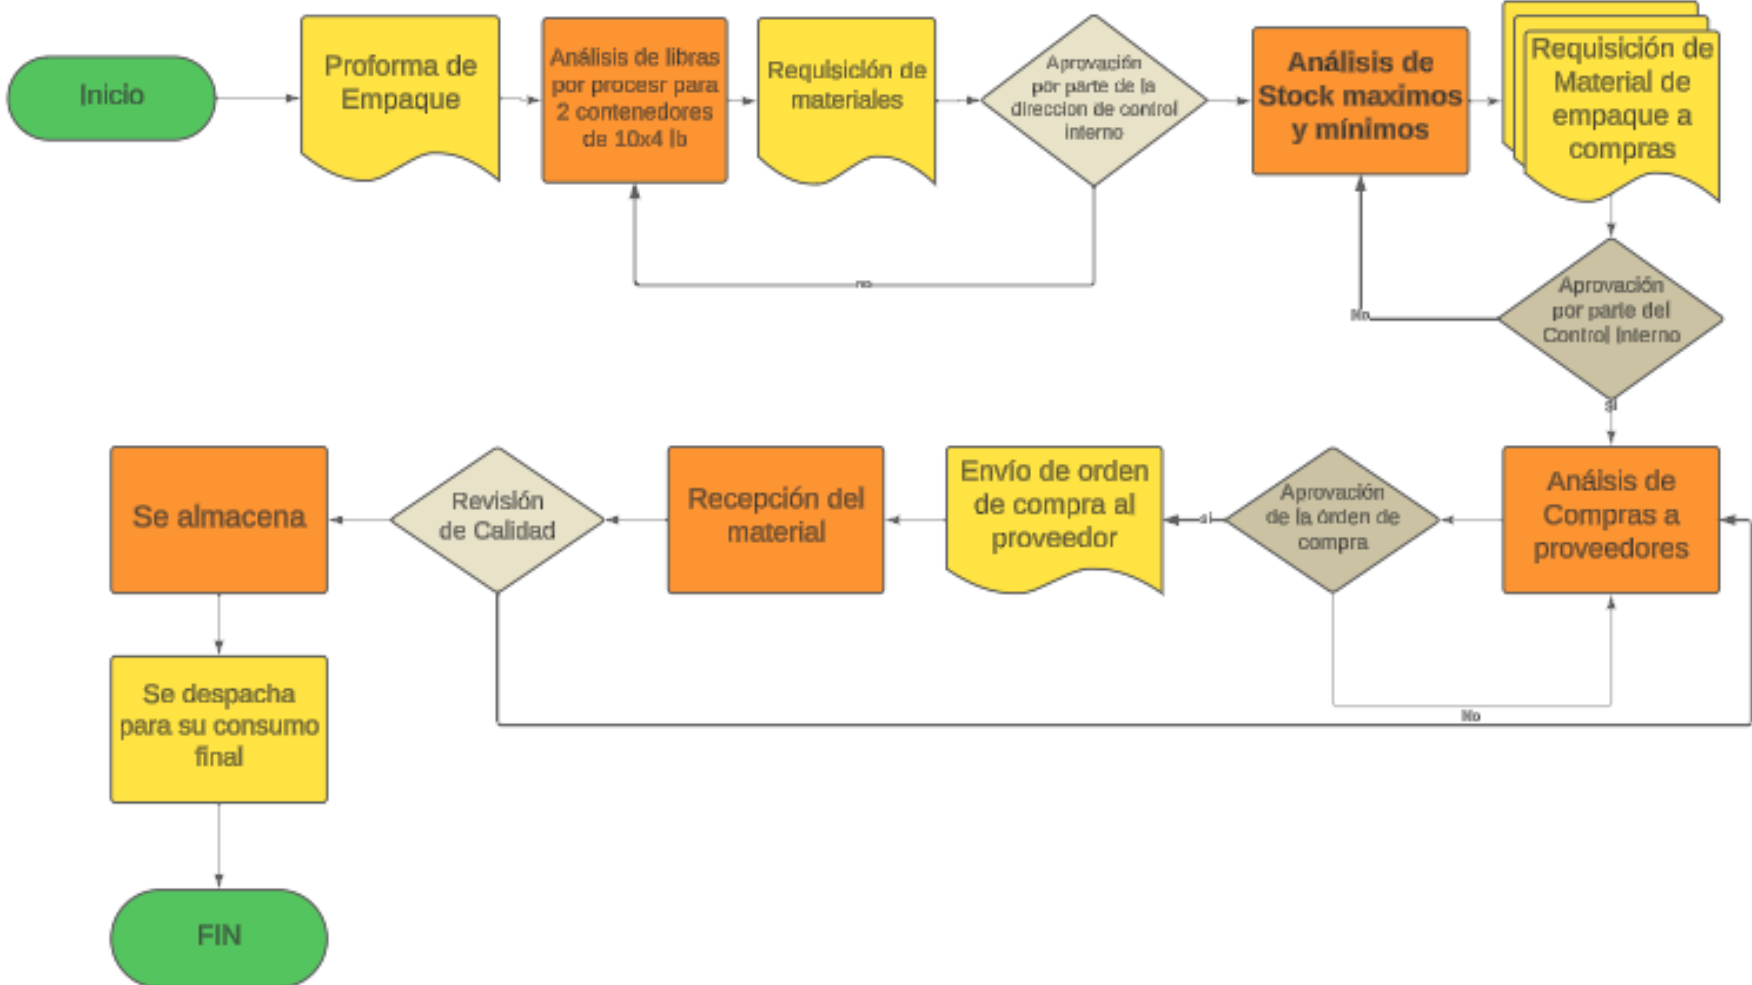 Inicio
Proforma de
Empaque
Análisis de libras
por procesr para
2 contenedores
de 10x4 lb
Requisición de
materiales
Aprovación
por parte de la
direccion de control
interno
Análisis de
Stock maximos
y mínimos
Requisición de
Material de
empaque a
compras
no
Aprovación
por parte del
Control Interno
No
si
Se almacena
Revisión
de Calidad
Recepción del
material
Envío de orden
de compra al
proveedor
si
Aprovación
de la órden de
compra
Análsis de
Compras a
proveedores
No
Se despacha
para su consumo
final
FIN